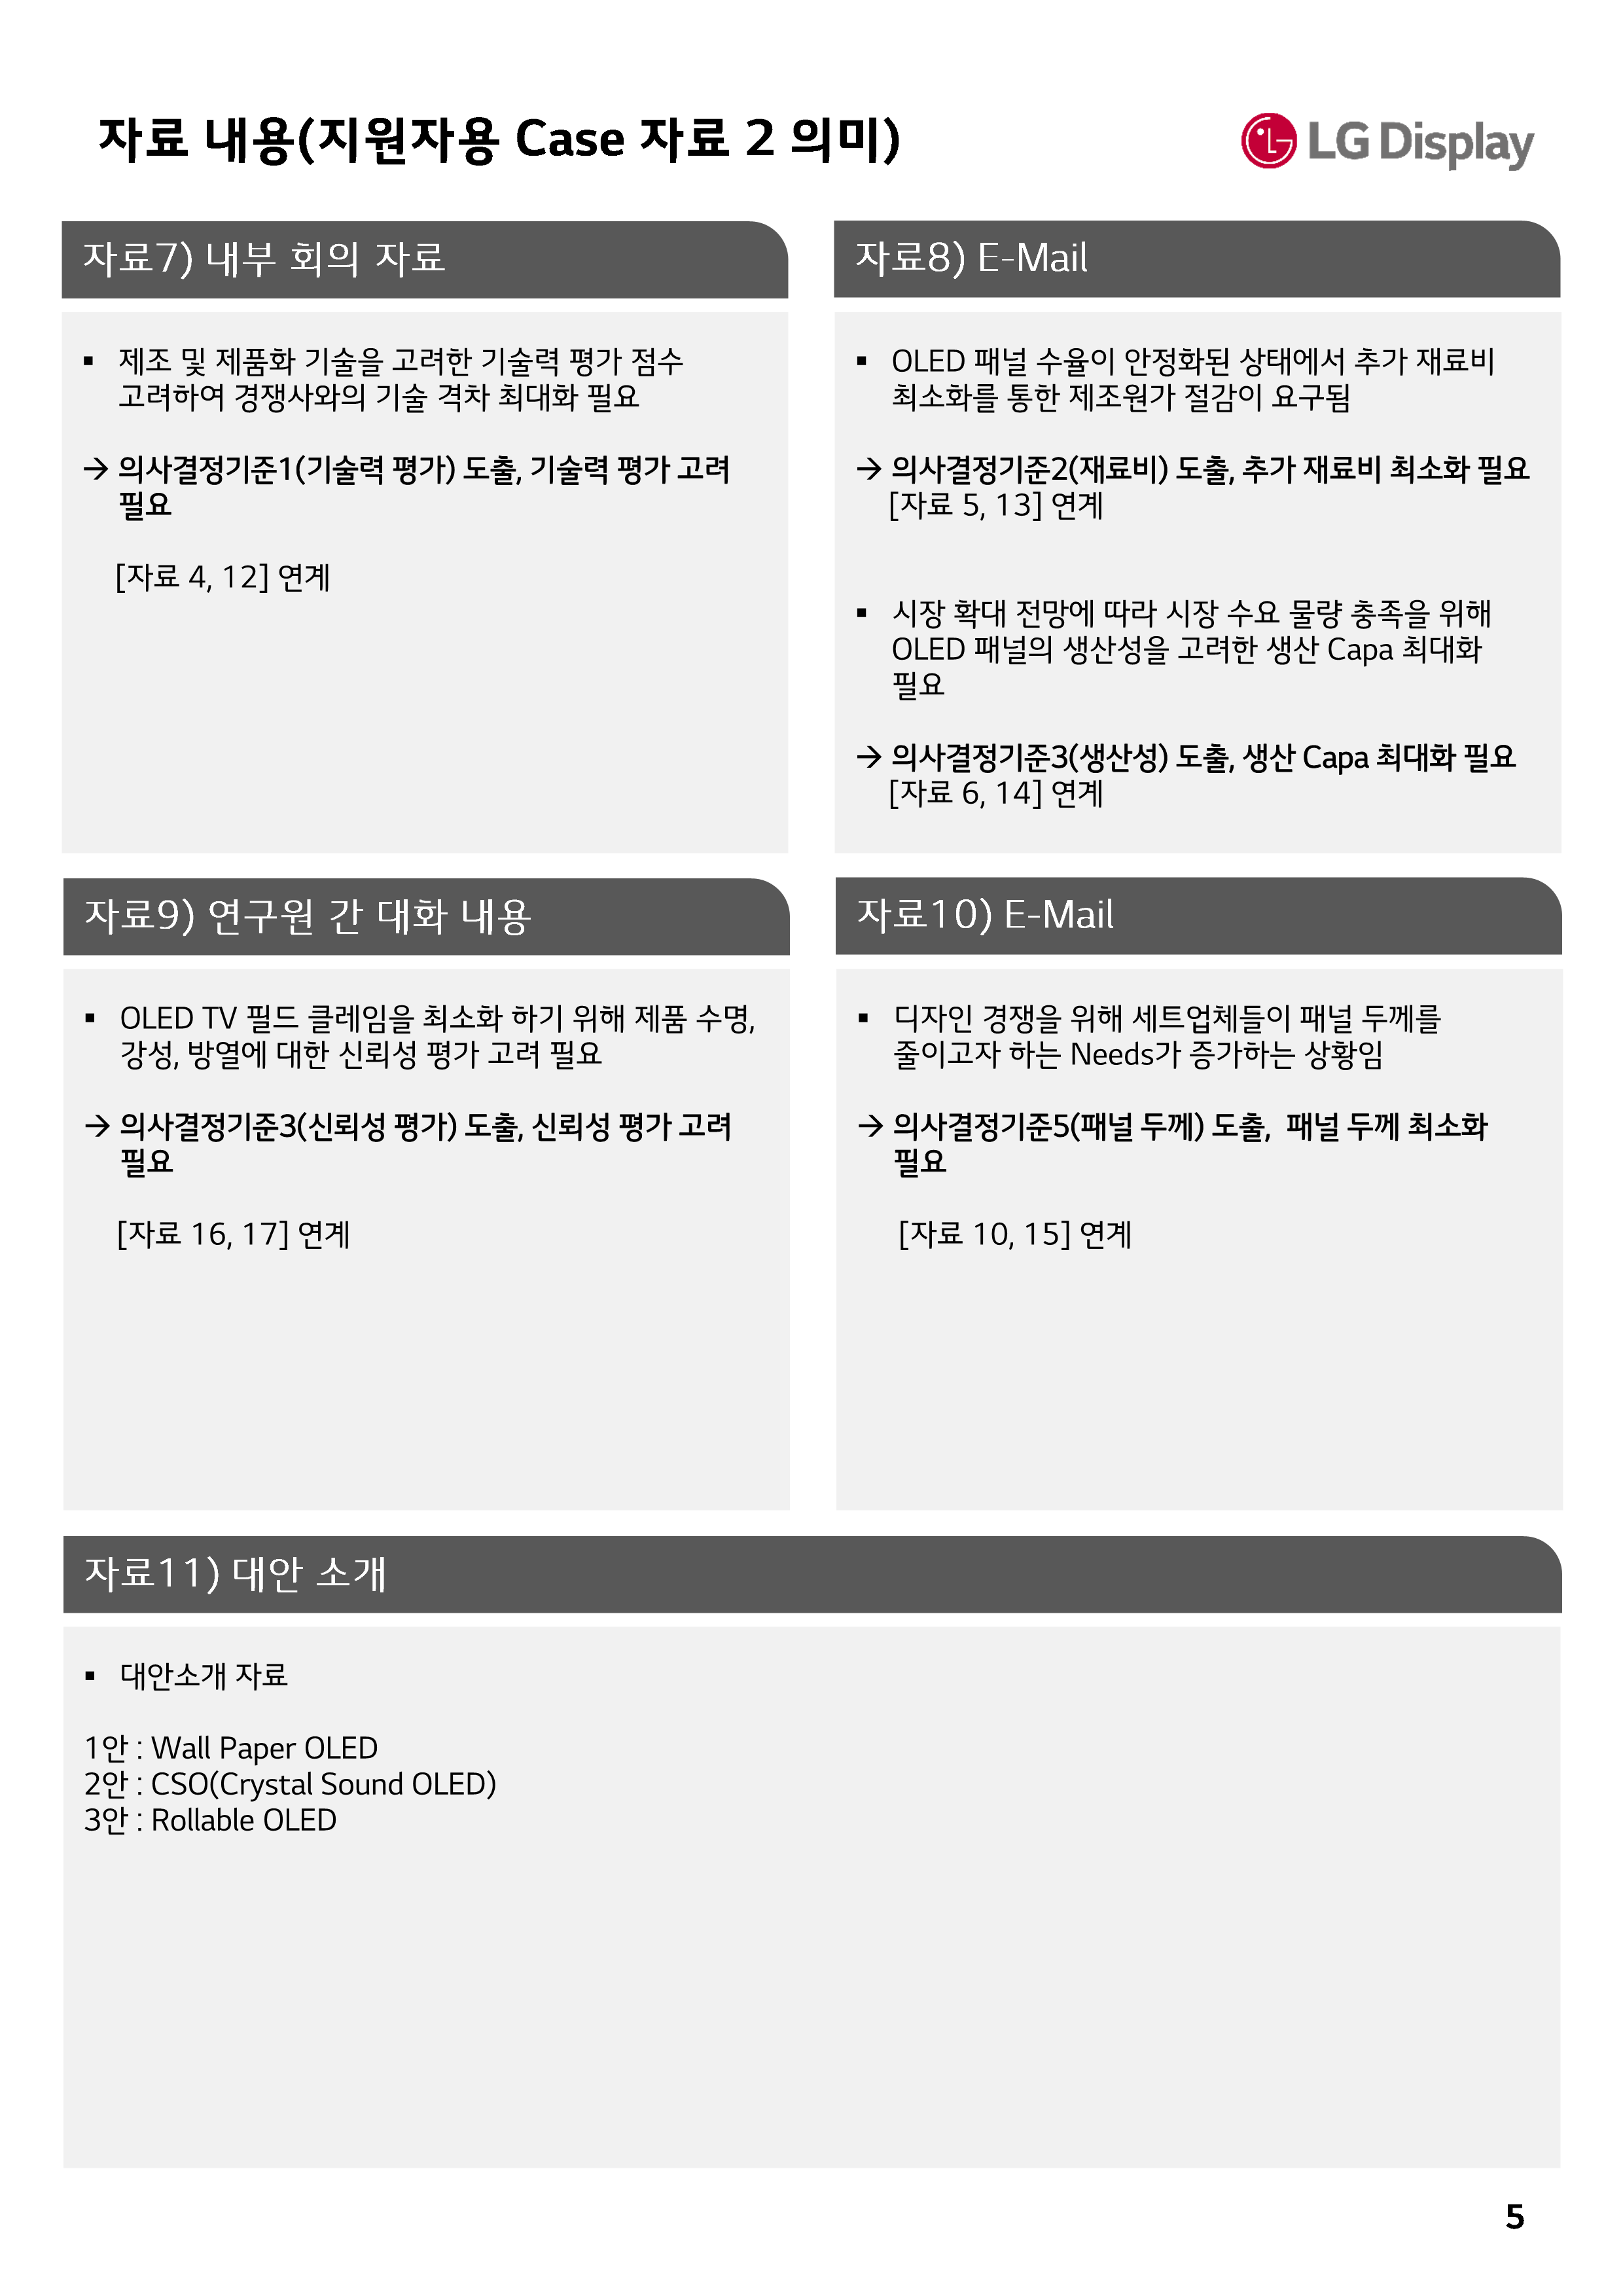 자료 내용(지원자용 Case 자료 2 의미)
LG Display
자료7) 내부 회의 자료
▪ 제조 및 제품화 기술을 고려한 기술력 평가 점수
고려하여 경쟁사와의 기술 격차 최대화 필요
→ 의사결정기준1(기술력 평가) 도출, 기술력 평가 고려
필요
[자료 4, 12] 연계
자료8) E-Mail
▪ OLED 패널 수율이 안정화된 상태에서 추가 재료비
최소화를 통한 제조원가 절감이 요구됨
→ 의사결정기준2(재료비) 도출, 추가 재료비 최소화 필요
[자료 5, 13] 연계
▪ 시장 확대 전망에 따라 시장 수요 물량 충족을 위해
OLED 패널의 생산성을 고려한 생산 Capa 최대화
필요
→ 의사결정기준3(생산성) 도출, 생산 Capa 최대화 필요
[자료 6, 14] 연계
자료9) 연구원 간 대화 내용
▪ OLED TV 필드 클레임을 최소화 하기 위해 제품 수명,
강성, 방열에 대한 신뢰성 평가 고려 필요
→ 의사결정기준3(신뢰성 평가) 도출, 신뢰성 평가 고려
필요
[자료 16, 17] 연계
자료10) E-Mail
▪ 디자인 경쟁을 위해 세트업체들이 패널 두께를
줄이고자 하는 Needs가 증가하는 상황임
→ 의사결정기준5(패널 두께) 도출, 패널 두께 최소화
필요
[자료 10, 15] 연계
자료11) 대안 소개
▪ 대안소개 자료
1안 : Wall Paper OLED
2안 : CSO(Crystal Sound OLED)
3안 : Rollable OLED
5